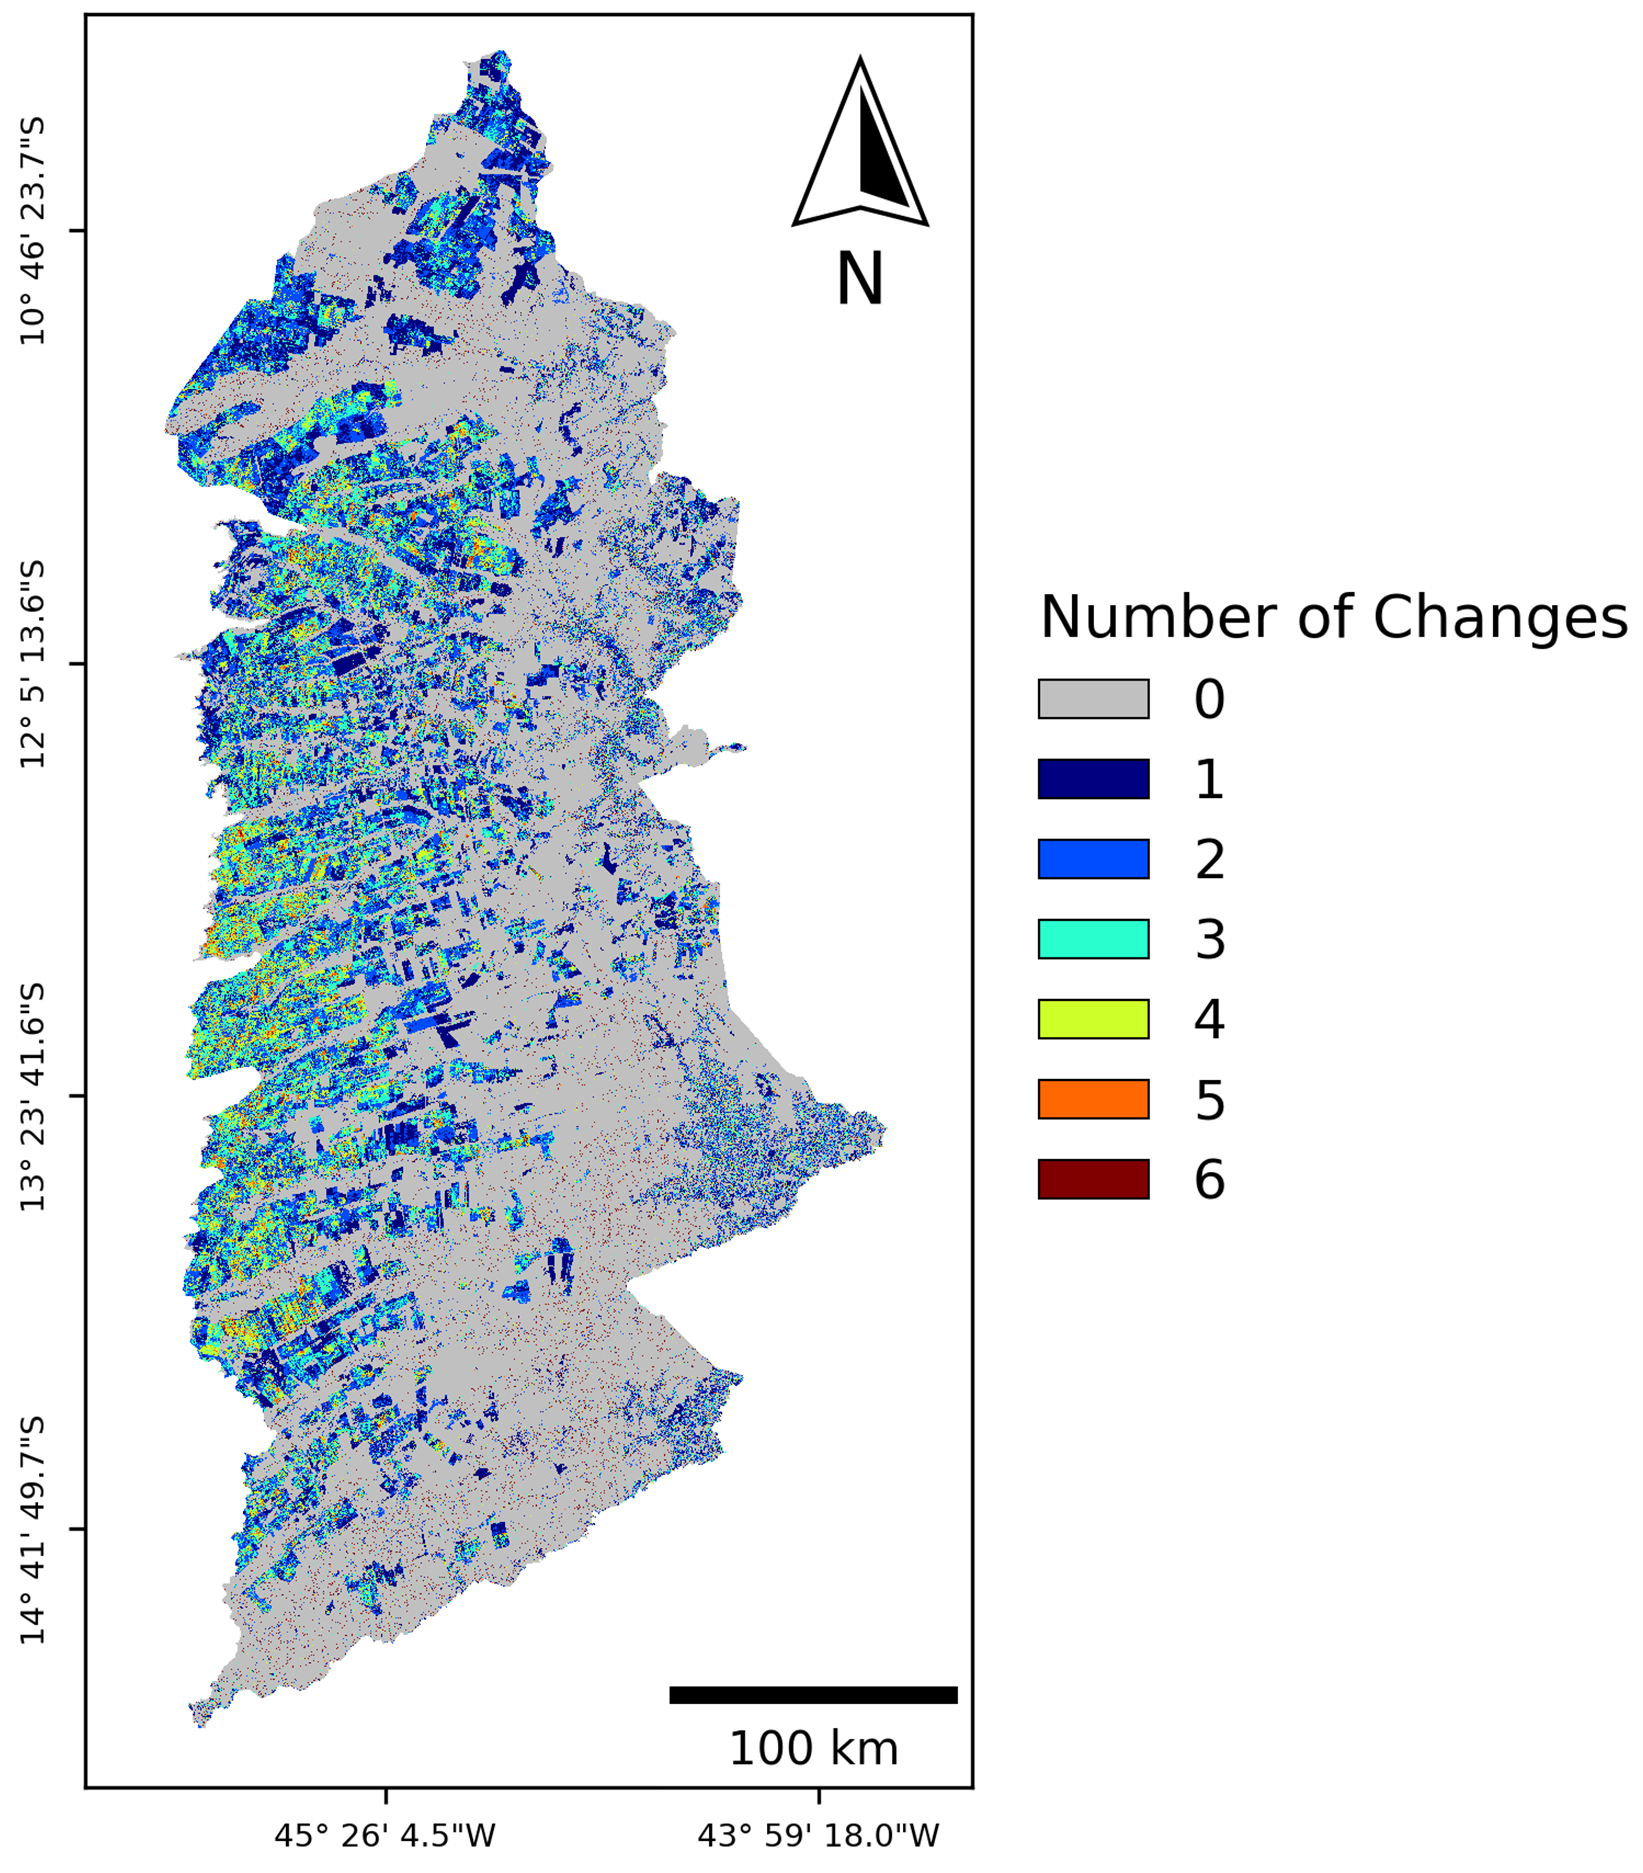 10° 46' 23.7"S
12° 5' 13.6"S
13° 23' 41.6"S
14° 41' 49.7"S
N
100 km
45° 26' 4.5"W
43° 59' 18.0"W
Number of Changes
0
1
2
3
4
5
6